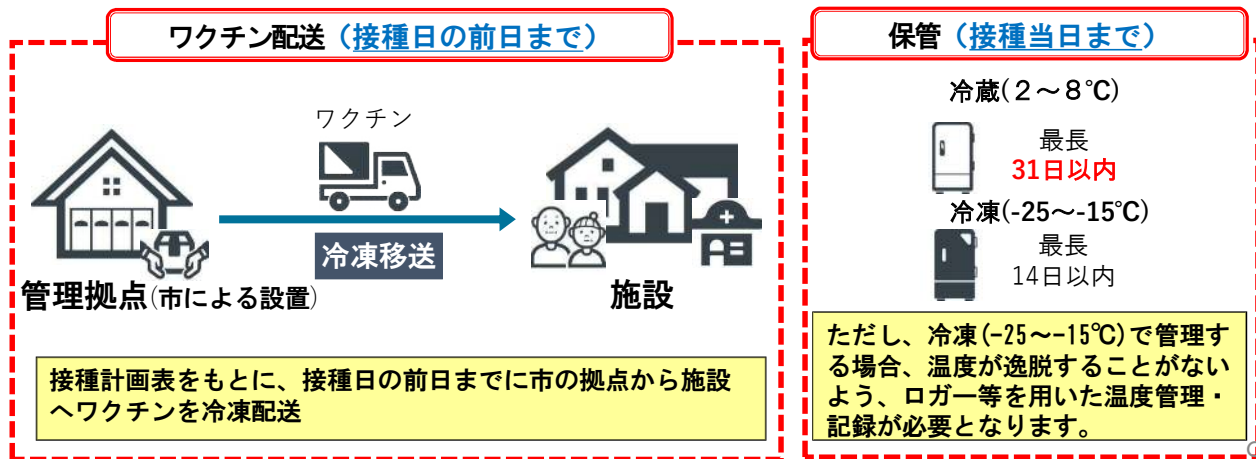 ワクチン配送（接種日の前日まで）
ワクチン
冷凍移送
管理拠点(市による設置)
施設
接種計画表をもとに、接種日の前日までに市の拠点から施設
へワクチンを冷凍配送
保管（接種当日まで）
冷蔵(２～８℃)
最長
31日以内
冷凍(-25～-15℃)
最長
14日以内
ただし、冷凍(-25～-15℃)で管理す
る場合、温度が逸脱することがない
よう、ロガー等を用いた温度管理・
記録が必要となります。